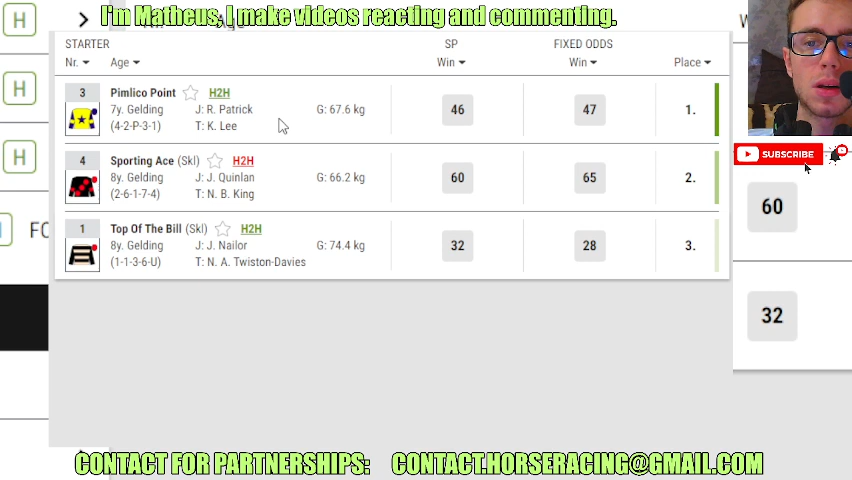 I'm Matheus, I make videos reacting and commenting.
H
H
H
FO
STARTER
SP
FIXED ODDS
Nr.
Age
Win
Win
Place
3
Pimlico Point
H2H
7y. Gelding
J: R. Patrick
G: 67.6 kg
46
47
1.
(4-2-P-3-1)
T: K. Lee
4
Sporting Ace (Skl)
H2H
8y. Gelding
J: J. Quinlan
G: 66.2 kg
60
65
2.
(2-6-1-7-4)
T: N. B. King
1
Top Of The Bill (Skl)
H2H
8y. Gelding
J: J. Nailor
G: 74.4 kg
32
28
3.
(1-1-3-6-U)
T: N. A. Twiston-Davies
SUBSCRIBE
60
32
CONTACT FOR PARTNERSHIPS: CONTACT.HORSERACING@GMAIL.COM